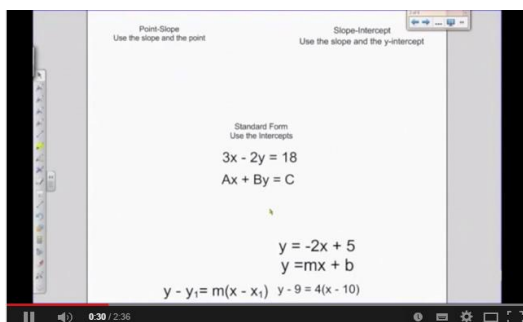 Point-Slope
Use the slope and the point
Slope-Intercept
Use the slope and the y-intercept
Standard Form
Use the Intercepts
3x - 2y = 18
Ax + By = C
y = -2x + 5
y =mx + b
y - y₁= m(x - x₁) y - 9 = 4(x - 10)
0:30 / 2:36